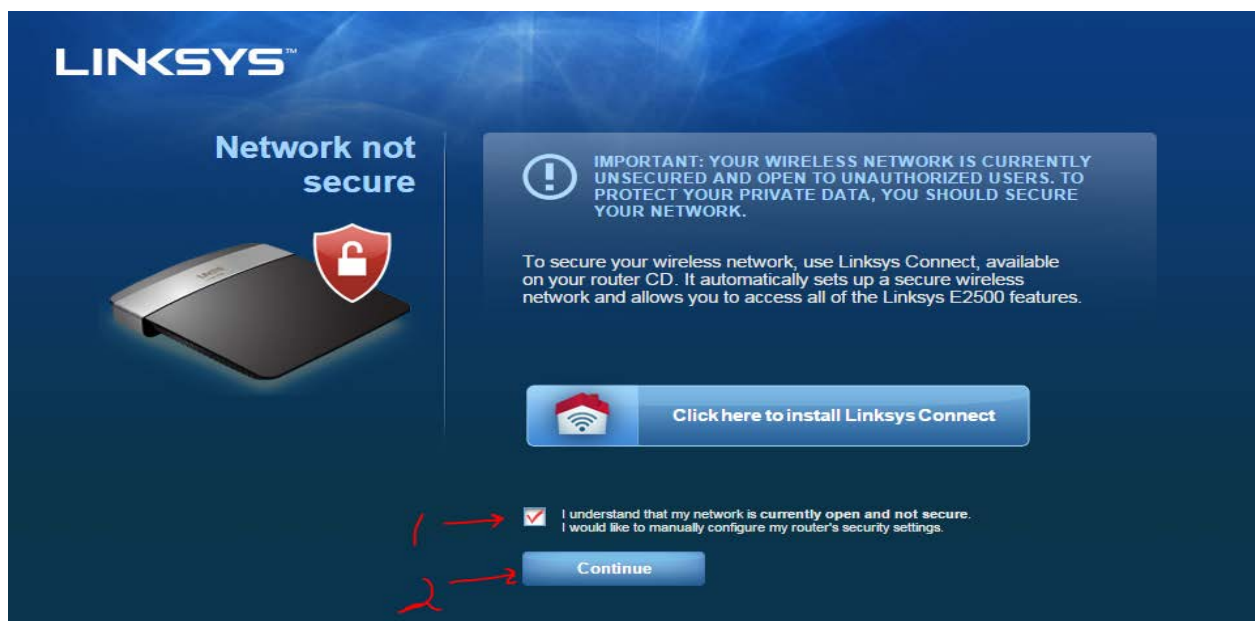 LINKSYS™
Network not
secure
IMPORTANT: YOUR WIRELESS NETWORK IS CURRENTLY
UNSECURED AND OPEN TO UNAUTHORIZED USERS. TO
PROTECT YOUR PRIVATE DATA, YOU SHOULD SECURE
YOUR NETWORK.
To secure your wireless network, use Linksys Connect, available
on your router CD. It automatically sets up a secure wireless
network and allows you to access all of the Linksys E2500 features.
Click here to install Linksys Connect
1
I understand that my network is currently open and not secure.
I would like to manually configure my router's security settings.
2
Continue